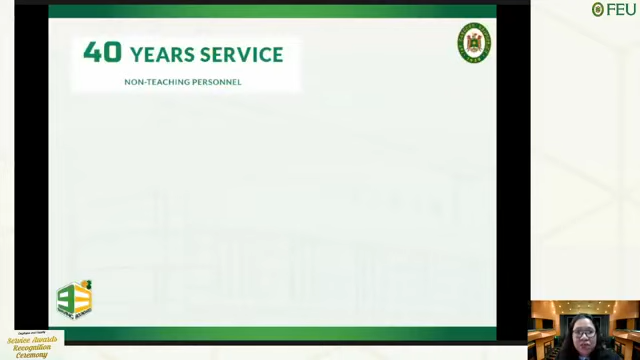 FEU
40 YEARS SERVICE
NON-TEACHING PERSONNEL
Service Awards
Recognition
Ceremony